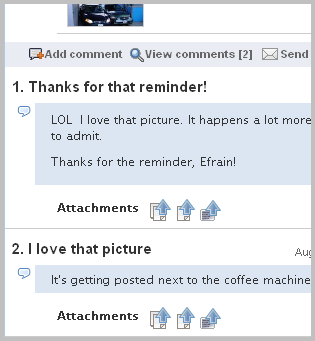 Add comment View comments [2] Send
1. Thanks for that reminder!
LOL I love that picture. It happens a lot more
to admit.
Thanks for the reminder, Efrain!
Attachments
2. I love that picture
Aug
It's getting posted next to the coffee machine
Attachments